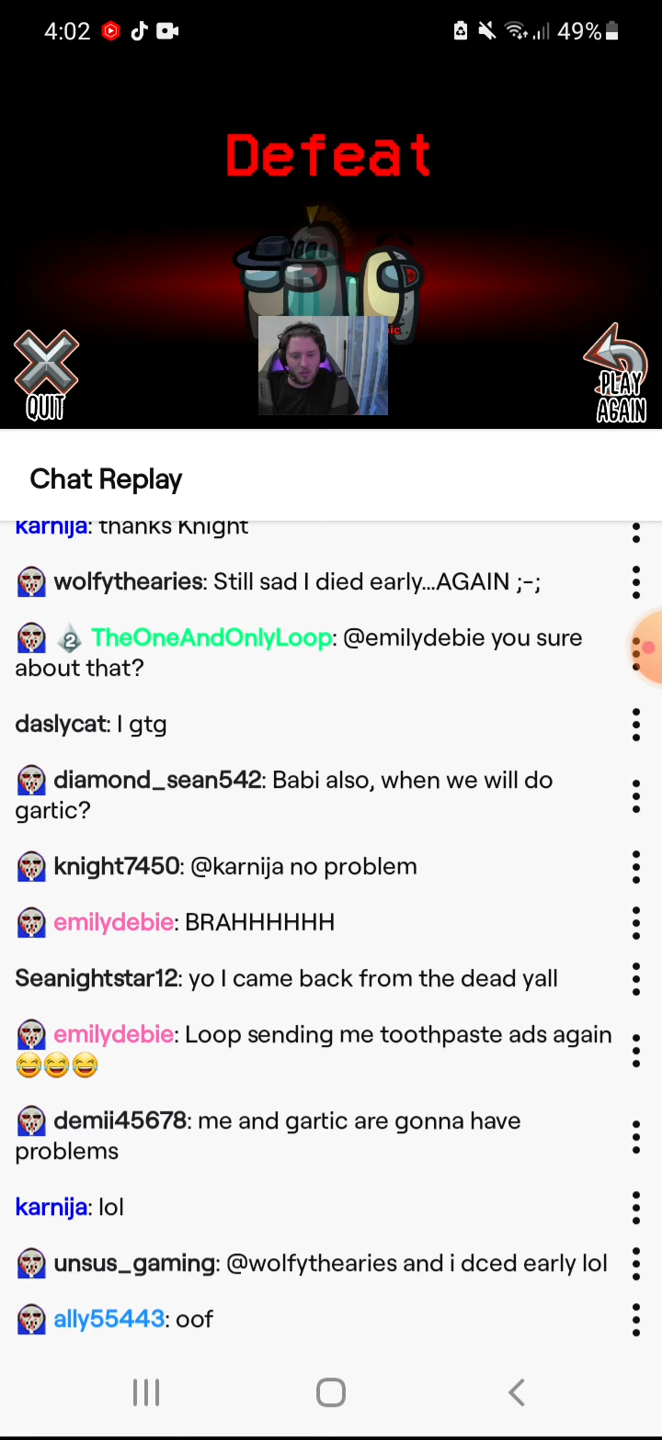 4:02
49%
Defeat
ic
QUIT
PLAY
AGAIN
Chat Replay
karnija: thanks Knight
wolfythearies: Still sad I died early...AGAIN ;-;
2 TheOneAndOnlyLoop: @emilydebie you sure
about that?
daslycat: I gtg
diamond_sean542: Babi also, when we will do
gartic?
knight7450: @karnija no problem
emilydebie: BRAHHHHHH
Seanightstar12: yo I came back from the dead yall
emilydebie: Loop sending me toothpaste ads again
😂😂😂
demii45678: me and gartic are gonna have
problems
karnija: lol
unsus_gaming: @wolfythearies and i dced early lol
ally55443: oof